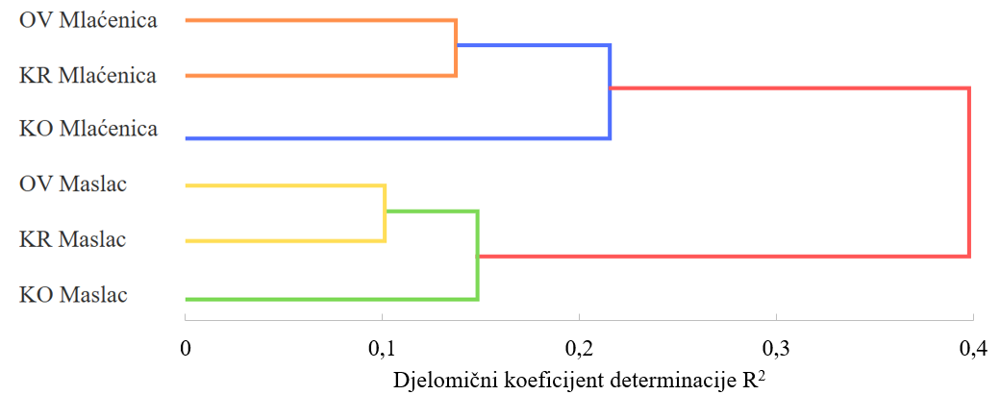 OV Mlaćenica
KR Mlaćenica
KO Mlaćenica
OV Maslac
KR Maslac
KO Maslac
0 0,1 0,2 0,3 0,4
Djelomični koeficijent determinacije R²